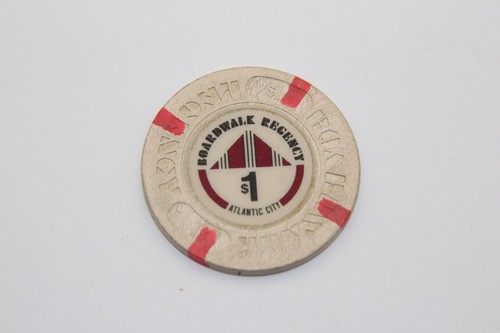 BOARDWALK REGENCY
$1
ATLANTIC CITY